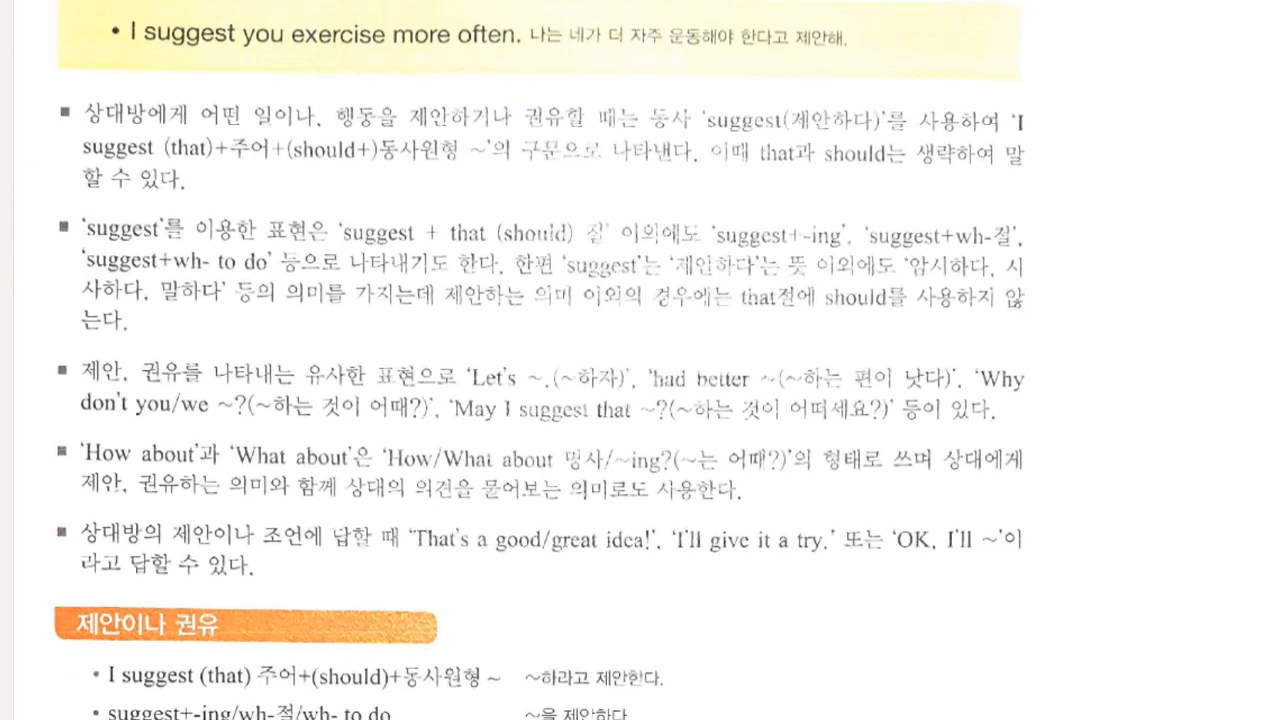 • I suggest you exercise more often. 나는 네가 더 자주 운동해야 한다고 제안해.
■ 상대방에게 어떤 일이나, 행동을 제안하거나 권유할 때는 동사 ‘suggest(제안하다)’를 사용하여 ‘I
suggest (that)+주어+(should+)동사원형 ~’의 구문으로 나타낸다. 이때 that과 should는 생략하여 말
할 수 있다.
■ ‘suggest’를 이용한 표현은 ‘suggest + that (should) 절’ 이외에도 ‘suggest+-ing’, ‘suggest+wh-절’,
‘suggest+wh- to do’ 등으로 나타내기도 한다. 한편 ‘suggest’는 ‘제안하다’는 뜻 이외에도 ‘암시하다, 시
사하다, 말하다’ 등의 의미를 가지는데 제안하는 의미 이외의 경우에는 that절에 should를 사용하지 않
는다.
■ 제안, 권유를 나타내는 유사한 표현으로 ‘Let's ~.(~하자)’, ‘had better ~(~하는 편이 낫다)’, ‘Why
don't you/we ~?(~하는 것이 어때?)’, ‘May I suggest that ~?(~하는 것이 어떠세요?)’ 등이 있다.
■ ‘How about’과 ‘What about’은 ‘How/What about 명사/~ing?(~는 어때?)’의 형태로 쓰며 상대에게
제안, 권유하는 의미와 함께 상대의 의견을 물어보는 의미로도 사용한다.
■ 상대방의 제안이나 조언에 답할 때 ‘That's a good/great idea!’, ‘I'll give it a try.’ 또는 ‘OK, I'll ~’이
라고 답할 수 있다.
제안이나 권유
• I suggest (that) 주어+(should)+동사원형 ~ ~하라고 제안한다.
• suggest+-ing/wh-절/wh- to do ~을 제안하다